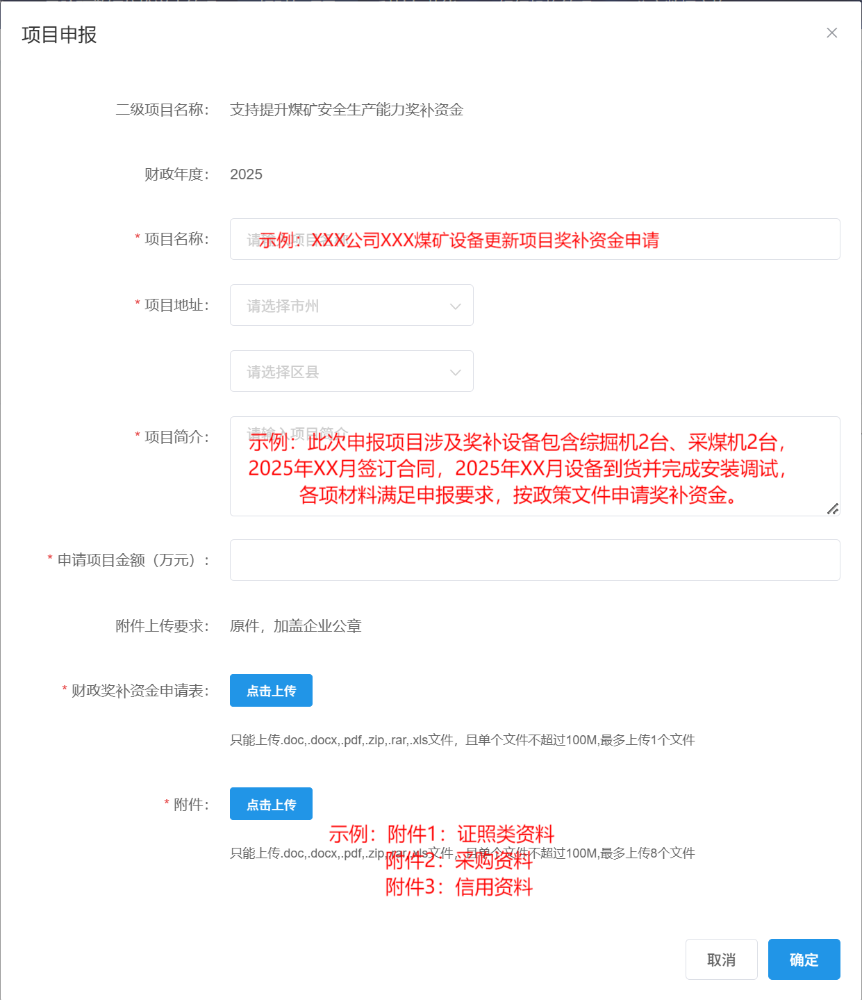 项目申报
二级项目名称： 支持提升煤矿安全生产能力奖补资金
财政年度： 2025
* 项目名称： 请输入项目名称
示例：XXX公司XXX煤矿设备更新项目奖补资金申请
* 项目地址： 请选择市州
请选择区县
* 项目简介： 请输入项目简介
示例：此次申报项目涉及奖补设备包含综掘机2台、采煤机2台，
2025年XX月签订合同，2025年XX月设备到货并完成安装调试，
各项材料满足申报要求，按政策文件申请奖补资金。
* 申请项目金额（万元）：
附件上传要求： 原件，加盖企业公章
* 财政奖补资金申请表： 点击上传
只能上传.doc,.docx,.pdf,.zip,.rar,.xls文件，且单个文件不超过100M,最多上传1个文件
* 附件： 点击上传
示例：附件1：证照类资料
只能上传.doc,.docx,.pdf,.zip,.rar,.xls文件，且单个文件不超过100M,最多上传8个文件
附件2：采购资料
附件3：信用资料
取消 确定